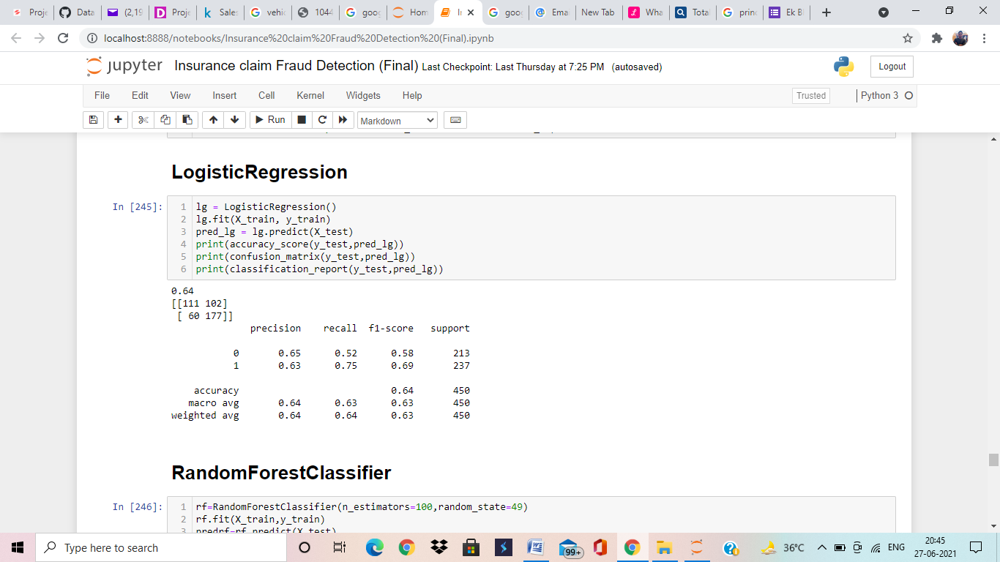 Proje
Data
(2,19
Proje
Sales
vehic
1044
goog
Hom
goog
Emai
New Tab
Wha
Total
princ
Ek Bl
localhost:8888/notebooks/Insurance%20claim%20Fraud%20Detection%20(Final).ipynb
jupyter Insurance claim Fraud Detection (Final) Last Checkpoint: Last Thursday at 7:25 PM (autosaved)
Logout
File Edit View Insert Cell Kernel Widgets Help
Trusted
Python 3
Run
Markdown
LogisticRegression
In [245]:
1 lg = LogisticRegression()
2 lg.fit(X_train, y_train)
3 pred_lg = lg.predict(X_test)
4 print(accuracy_score(y_test,pred_lg))
5 print(confusion_matrix(y_test,pred_lg))
6 print(classification_report(y_test,pred_lg))
0.64
[[111 102]
[ 60 177]]
precision recall f1-score support
0 0.65 0.52 0.58 213
1 0.63 0.75 0.69 237
accuracy 0.64 450
macro avg 0.64 0.63 0.63 450
weighted avg 0.64 0.64 0.63 450
RandomForestClassifier
In [246]:
1 rf=RandomForestClassifier(n_estimators=100,random_state=49)
2 rf.fit(X_train,y_train)
3 predrf=rf.predict(X_test)
Type here to search
99+
36°C
ENG
20:45
27-06-2021